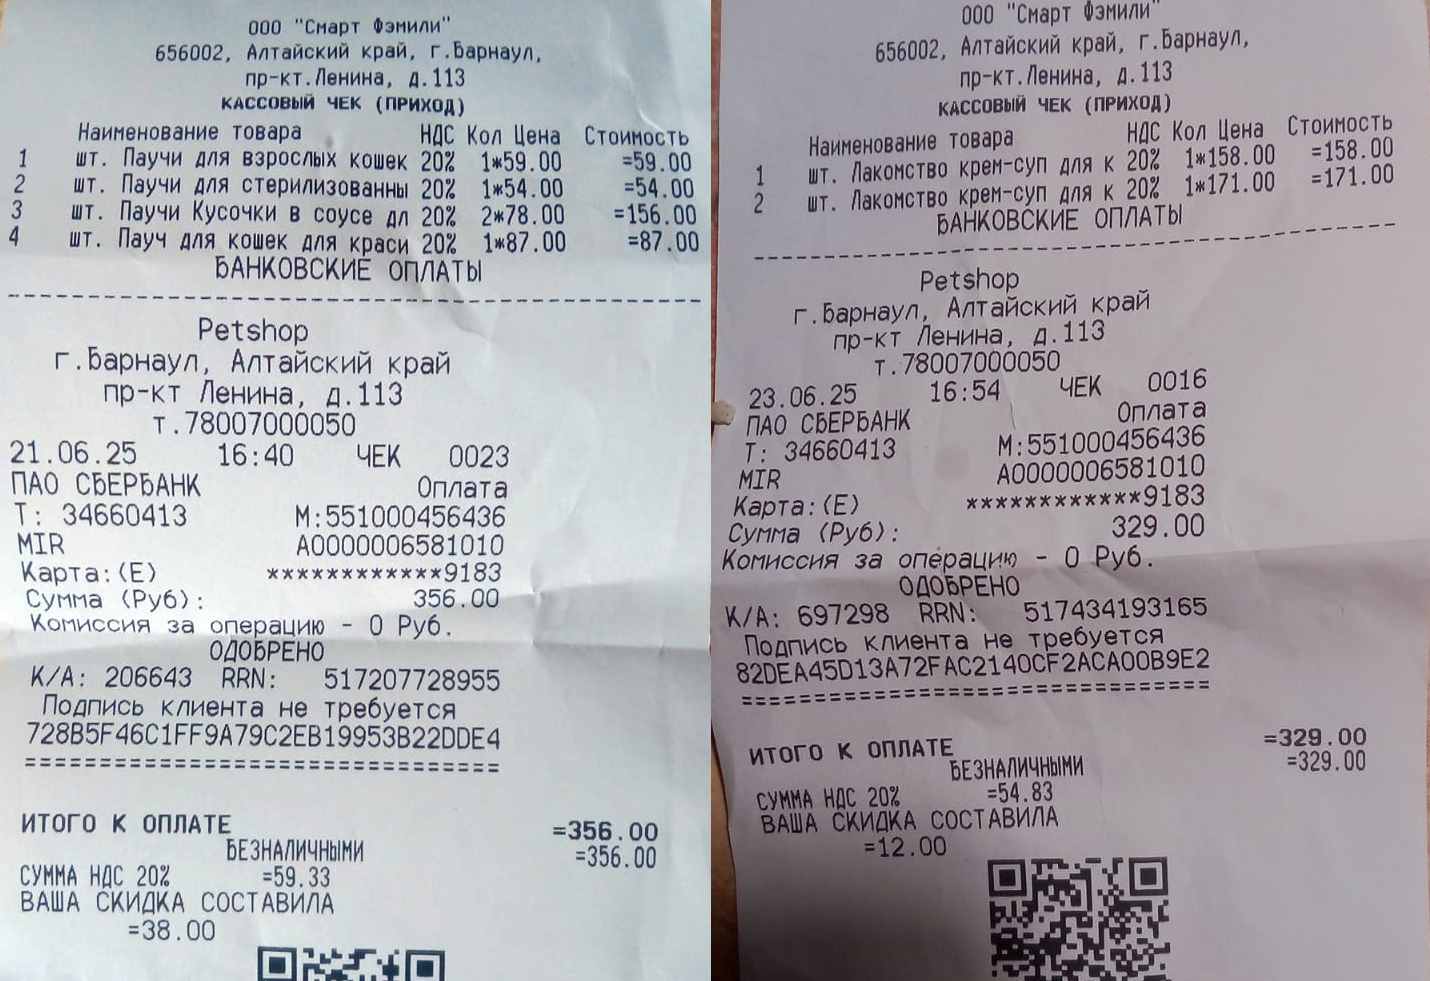 ООО "Смарт Фэмили"
656002, Алтайский край, г.Барнаул,
пр-кт.Ленина, д.113
КАССОВЫЙ ЧЕК (ПРИХОД)
Наименование товара НДС Кол Цена Стоимость
1 шт. Паучи для взрослых кошек 20% 1*59.00 =59.00
2 шт. Паучи для стерилизованны 20% 1*54.00 =54.00
3 шт. Паучи Кусочки в соусе дл 20% 2*78.00 =156.00
4 шт. Пауч для кошек для краси 20% 1*87.00 =87.00
БАНКОВСКИЕ ОПЛАТЫ
Petshop
г.Барнаул, Алтайский край
пр-кт Ленина, д.113
т.78007000050
21.06.25 16:40 ЧЕК 0023
ПАО СБЕРБАНК Оплата
Т: 34660413 М:551000456436
MIR A0000006581010
Карта:(E) ************9183
Сумма (Руб): 356.00
Комиссия за операцию - 0 Руб.
ОДОБРЕНО
К/А: 206643 RRN: 517207728955
Подпись клиента не требуется
728B5F46C1FF9A79C2EB19953B22DDE4
================================
ИТОГО К ОПЛАТЕ =356.00
БЕЗНАЛИЧНЫМИ =356.00
СУММА НДС 20% =59.33
ВАША СКИДКА СОСТАВИЛА
=38.00
ООО "Смарт Фэмили"
656002, Алтайский край, г.Барнаул,
пр-кт.Ленина, д.113
КАССОВЫЙ ЧЕК (ПРИХОД)
Наименование товара НДС Кол Цена Стоимость
1 шт. Лакомство крем-суп для к 20% 1*158.00 =158.00
2 шт. Лакомство крем-суп для к 20% 1*171.00 =171.00
БАНКОВСКИЕ ОПЛАТЫ
Petshop
г.Барнаул, Алтайский край
пр-кт Ленина, д.113
т.78007000050
23.06.25 16:54 ЧЕК 0016
ПАО СБЕРБАНК Оплата
Т: 34660413 М:551000456436
MIR A0000006581010
Карта:(E) ************9183
Сумма (Руб): 329.00
Комиссия за операцию - 0 Руб.
ОДОБРЕНО
К/А: 697298 RRN: 517434193165
Подпись клиента не требуется
82DEA45D13A72FAC2140CF2ACA00B9E2
================================
ИТОГО К ОПЛАТЕ =329.00
БЕЗНАЛИЧНЫМИ =329.00
СУММА НДС 20% =54.83
ВАША СКИДКА СОСТАВИЛА
=12.00